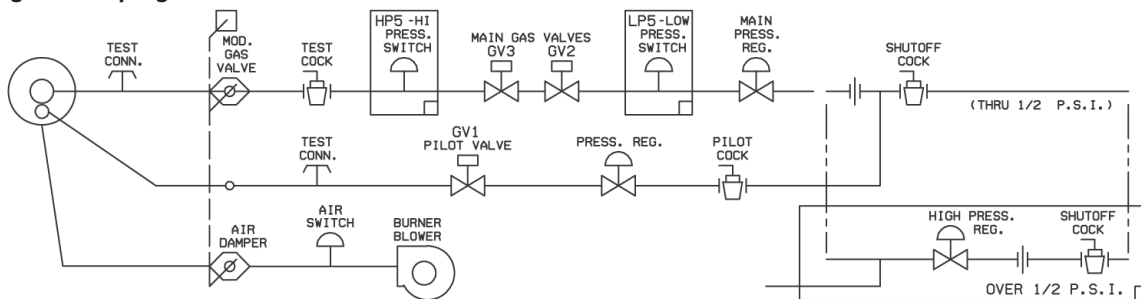 TEST
CONN.
MOD.
GAS
VALVE
TEST
COCK
HP5 -HI
PRESS.
SWITCH
MAIN GAS VALVES
GV3
GV2
LP5-LOW
PRESS.
SWITCH
MAIN
PRESS.
REG.
SHUTOFF
COCK
(THRU 1/2 P.S.I.)
TEST
CONN.
GV1
PILOT VALVE
PRESS. REG.
PILOT
COCK
AIR
DAMPER
AIR
SWITCH
BURNER
BLOWER
HIGH PRESS.
REG.
SHUTOFF
COCK
OVER 1/2 P.S.I.